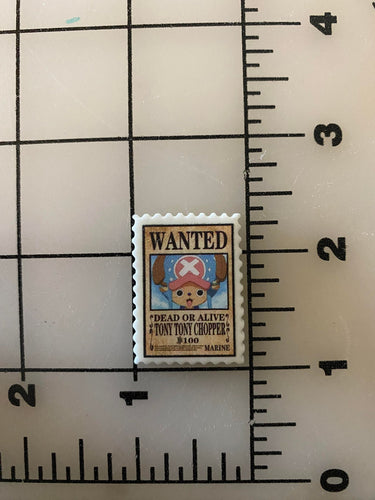 4
3
WANTED
DEAD OR ALIVE
TONY TONY CHOPPER
฿100
MARINE
2
2
1
1
0